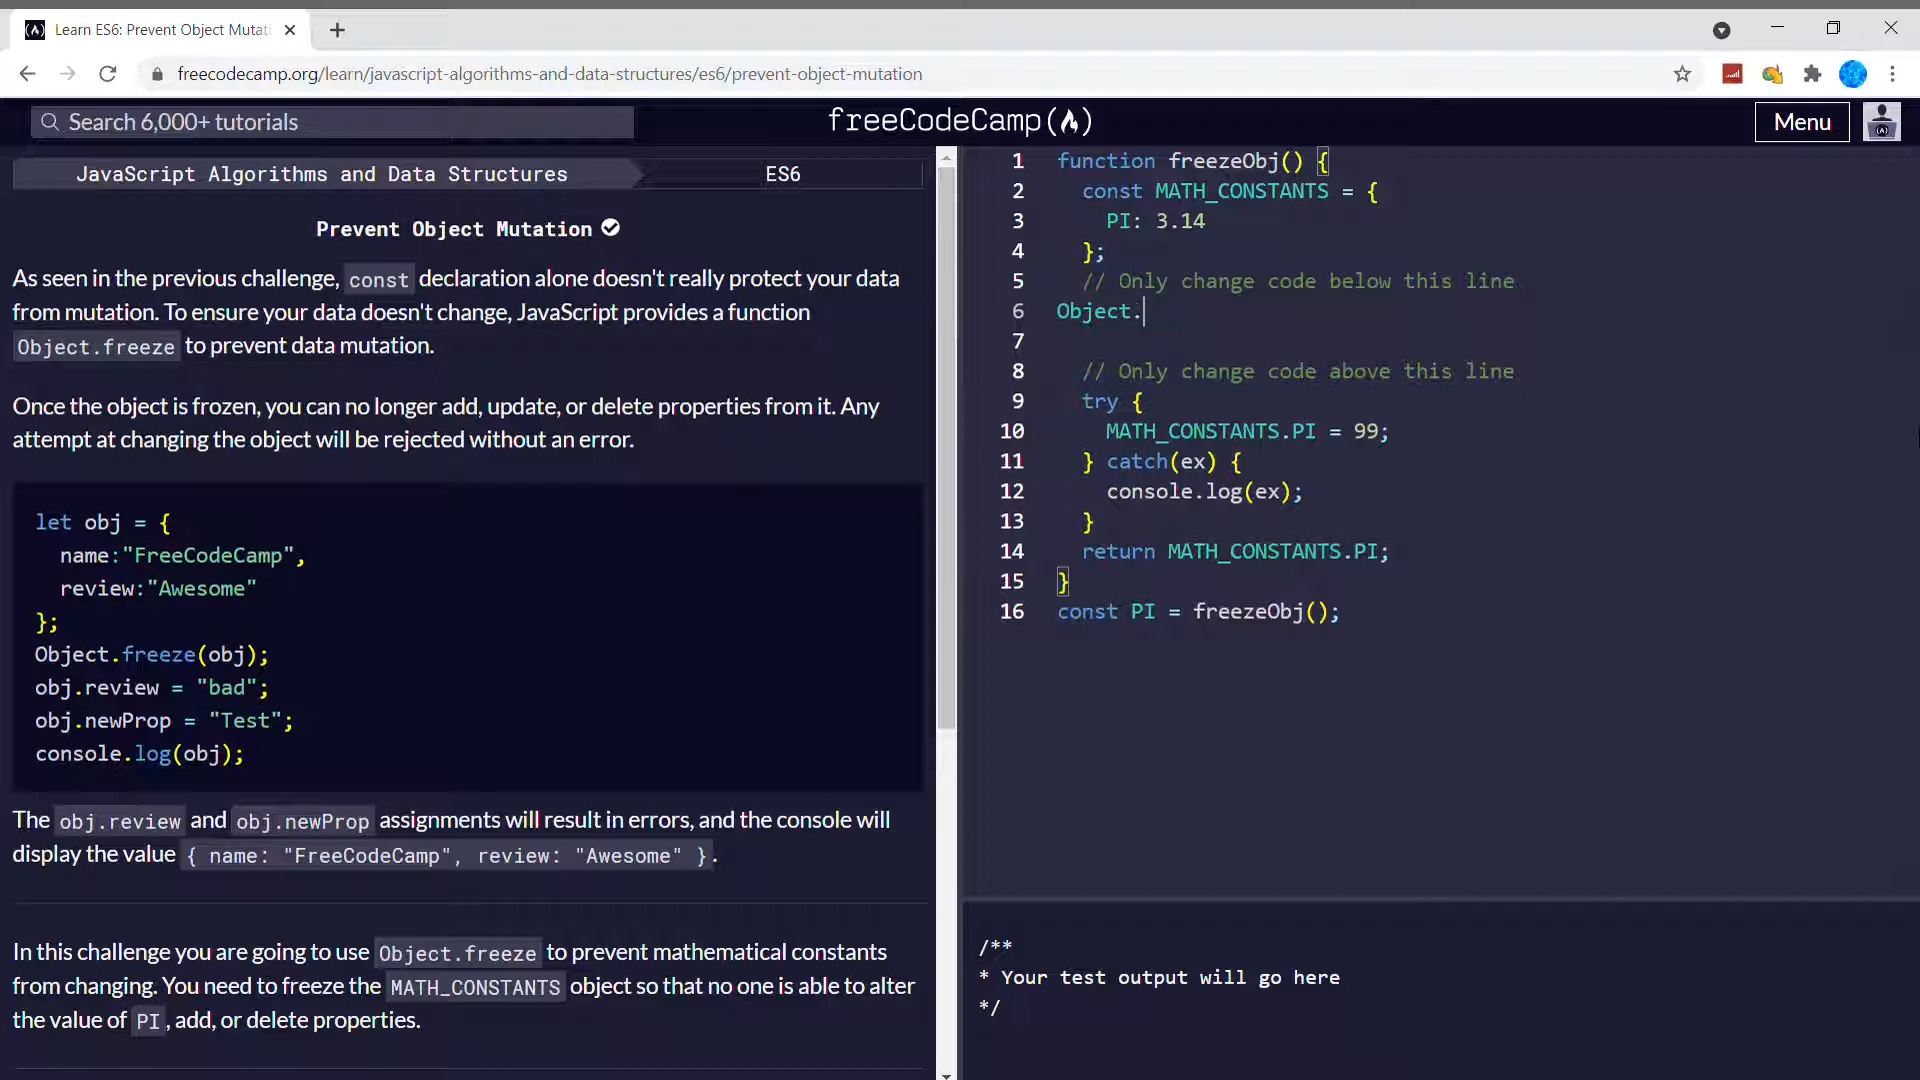 Learn ES6: Prevent Object Mutati
freecodecamp.org/learn/javascript-algorithms-and-data-structures/es6/prevent-object-mutation
Search 6,000+ tutorials
freeCodeCamp
Menu
JavaScript Algorithms and Data Structures
ES6
Prevent Object Mutation
As seen in the previous challenge, const declaration alone doesn't really protect your data
from mutation. To ensure your data doesn't change, JavaScript provides a function
Object.freeze to prevent data mutation.
Once the object is frozen, you can no longer add, update, or delete properties from it. Any
attempt at changing the object will be rejected without an error.
let obj = {
  name:"FreeCodeCamp",
  review:"Awesome"
};
Object.freeze(obj);
obj.review = "bad";
obj.newProp = "Test";
console.log(obj);
The obj.review and obj.newProp assignments will result in errors, and the console will
display the value { name: "FreeCodeCamp", review: "Awesome" }.
In this challenge you are going to use Object.freeze to prevent mathematical constants
from changing. You need to freeze the MATH_CONSTANTS object so that no one is able to alter
the value of PI, add, or delete properties.
1 function freezeObj() {
2   const MATH_CONSTANTS = {
3     PI: 3.14
4   };
5   // Only change code below this line
6 Object.
7
8   // Only change code above this line
9   try {
10     MATH_CONSTANTS.PI = 99;
11   } catch(ex) {
12     console.log(ex);
13   }
14   return MATH_CONSTANTS.PI;
15 }
16 const PI = freezeObj();
/**
* Your test output will go here
*/